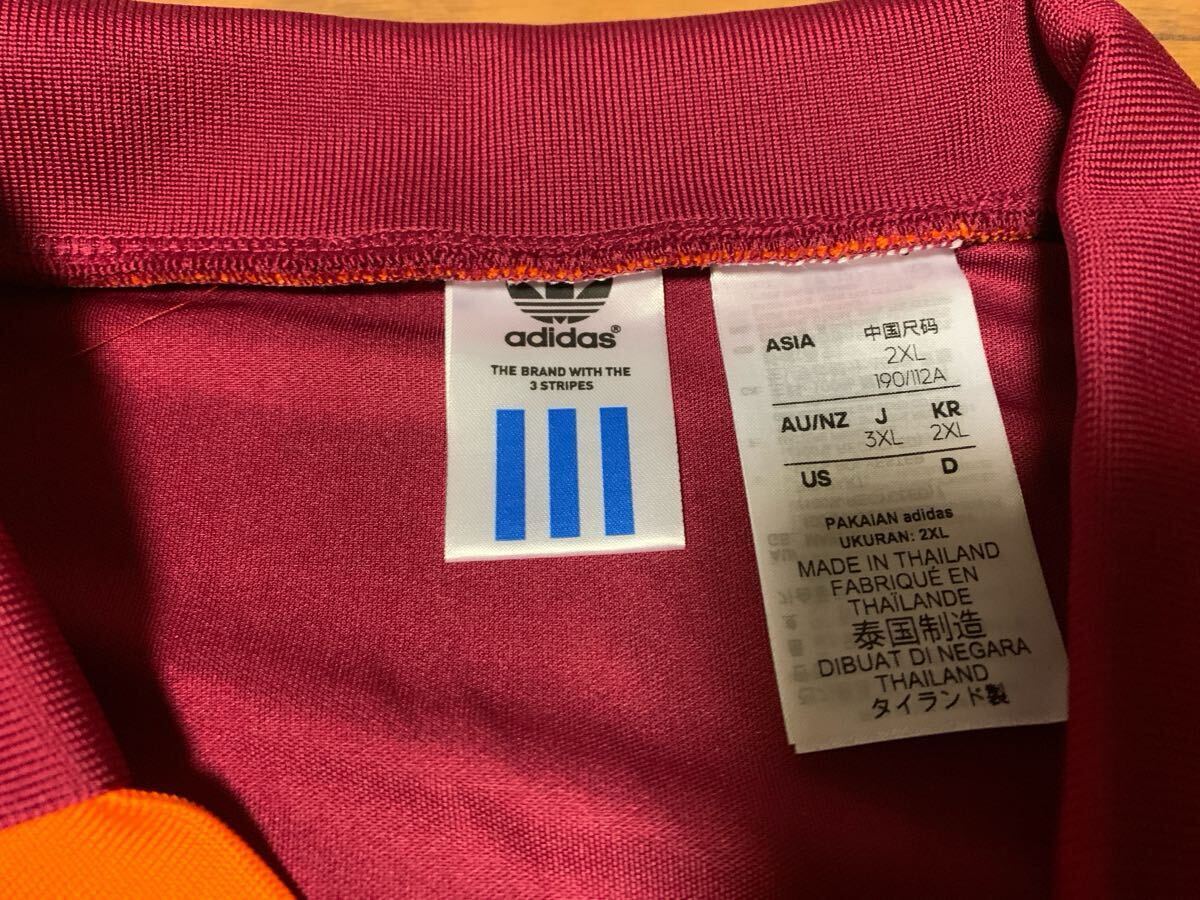 adidas®
THE BRAND WITH THE
3 STRIPES
ASIA 中国尺码
2XL
190/112A
AU/NZ J KR
3XL 2XL
US D
PAKAIAN adidas
UKURAN: 2XL
MADE IN THAILAND
FABRIQUÉ EN
THAÏLANDE
泰国制造
DIBUAT DI NEGARA
THAILAND
タイランド製